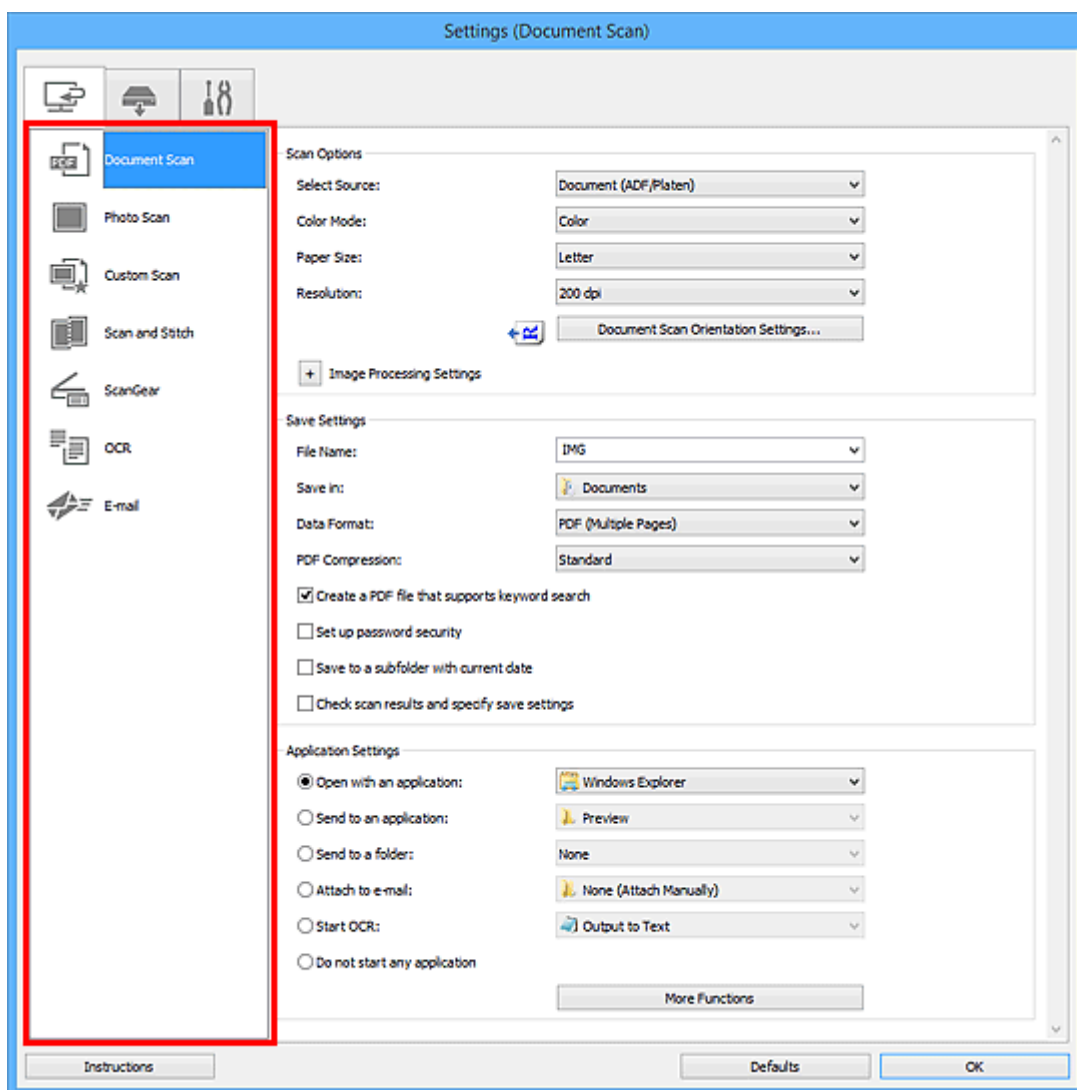 Settings (Document Scan)
PDF
Document Scan
Photo Scan
Custom Scan
Scan and Stitch
ScanGear
OCR
E-mail
Scan Options
Select Source: Document (ADF/Platen)
Color Mode: Color
Paper Size: Letter
Resolution: 200 dpi
R Document Scan Orientation Settings...
+ Image Processing Settings
Save Settings
File Name: IMG
Save in: Documents
Data Format: PDF (Multiple Pages)
PDF Compression: Standard
Create a PDF file that supports keyword search
Set up password security
Save to a subfolder with current date
Check scan results and specify save settings
Application Settings
Open with an application: Windows Explorer
Send to an application: Preview
Send to a folder: None
Attach to e-mail: None (Attach Manually)
Start OCR: Output to Text
Do not start any application
More Functions
Instructions Defaults OK